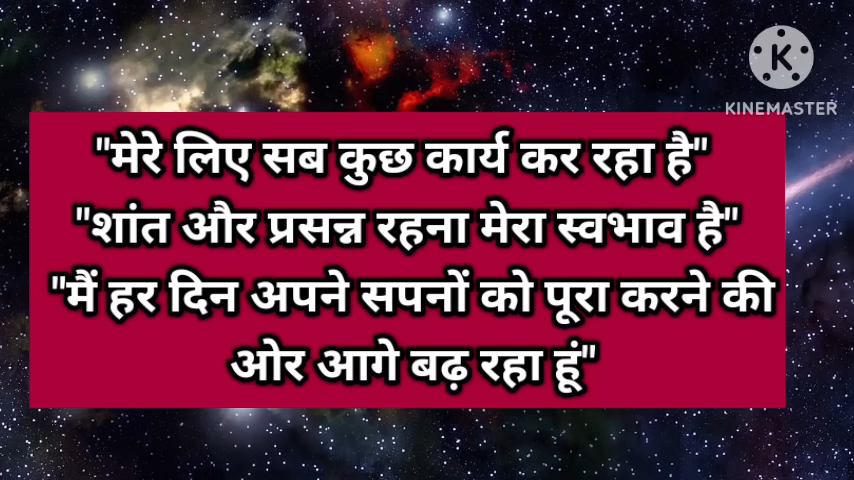 "मेरे लिए सब कुछ कार्य कर रहा है"
"शांत और प्रसन्न रहना मेरा स्वभाव है"
"मैं हर दिन अपने सपनों को पूरा करने की
ओर आगे बढ़ रहा हूं"
K
KINEMASTER